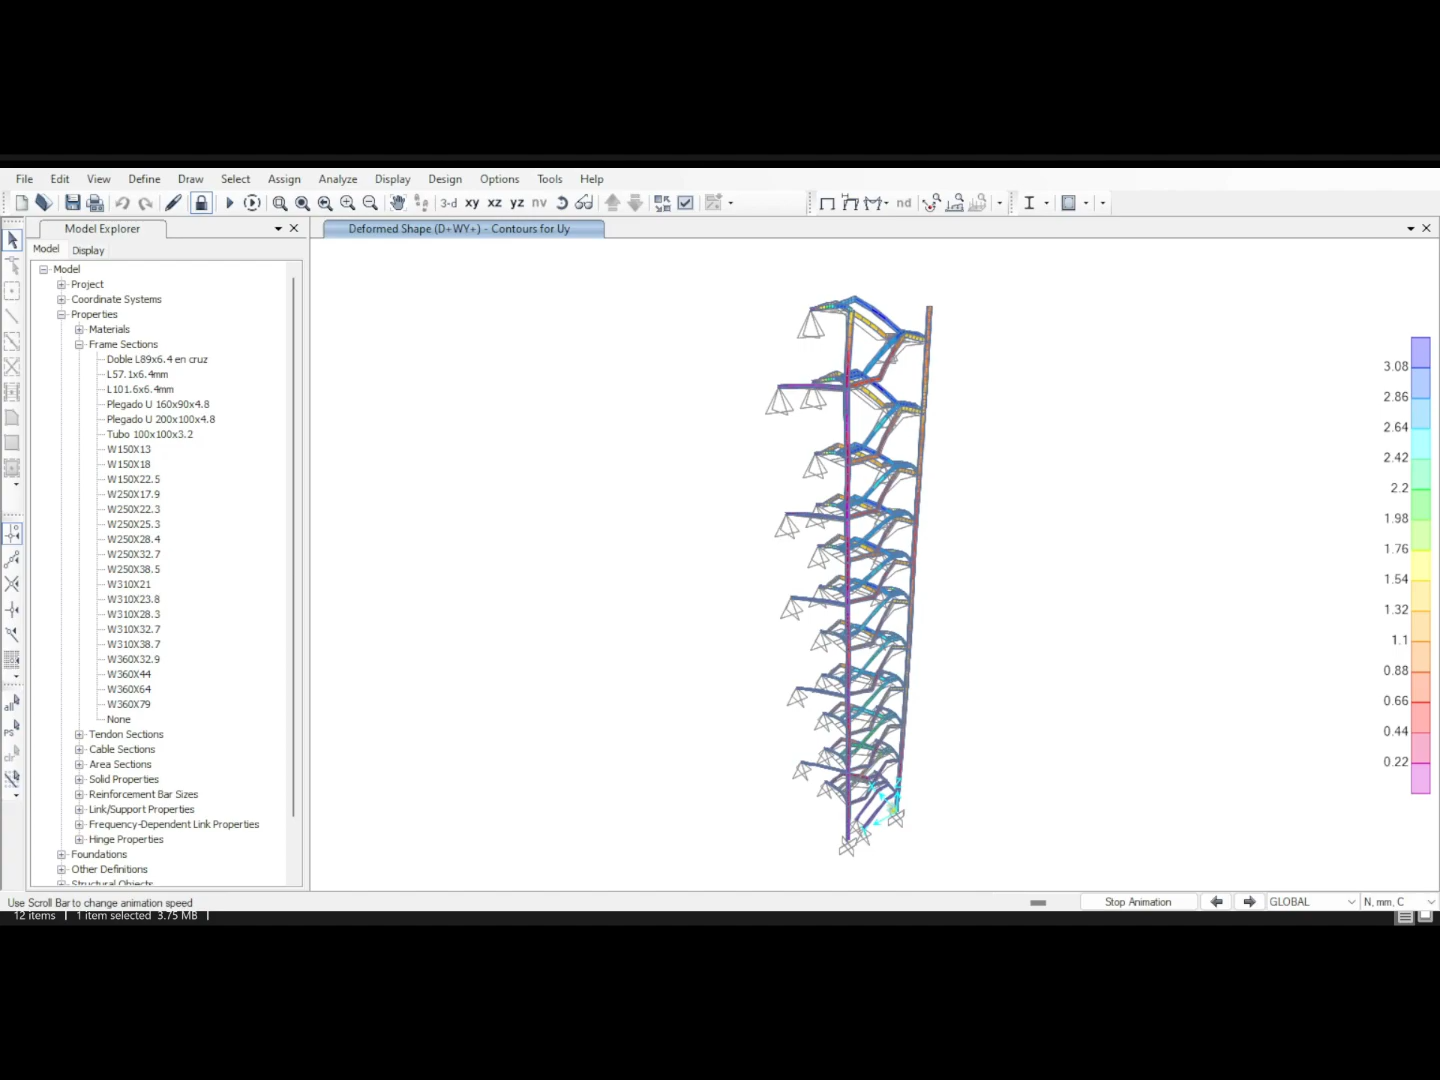 File Edit View Define Draw Select Assign Analyze Display Design Options Tools Help
3-d xy xz yz nv nd
Model Explorer
Deformed Shape (D+WY+) - Contours for Uy
Model Display
Model
Project
Coordinate Systems
Properties
Materials
Frame Sections
Doble L89x6.4 en cruz
L57.1x6.4mm
L101.6x6.4mm
Plegado U 160x90x4.8
Plegado U 200x100x4.8
Tubo 100x100x3.2
W150X13
W150X18
W150X22.5
W250X17.9
W250X22.3
W250X25.3
W250X28.4
W250X32.7
W250X38.5
W310X21
W310X23.8
W310X28.3
W310X32.7
W310X38.7
W360X32.9
W360X44
W360X64
W360X79
None
Tendon Sections
Cable Sections
Area Sections
Solid Properties
Reinforcement Bar Sizes
Link/Support Properties
Frequency-Dependent Link Properties
Hinge Properties
Foundations
Other Definitions
Structural Objects
all
PS
clr
3.08
2.86
2.64
2.42
2.2
1.98
1.76
1.54
1.32
1.1
0.88
0.66
0.44
0.22
Use Scroll Bar to change animation speed
Stop Animation
GLOBAL
N, mm, C
12 items 1 item selected 3.75 MB